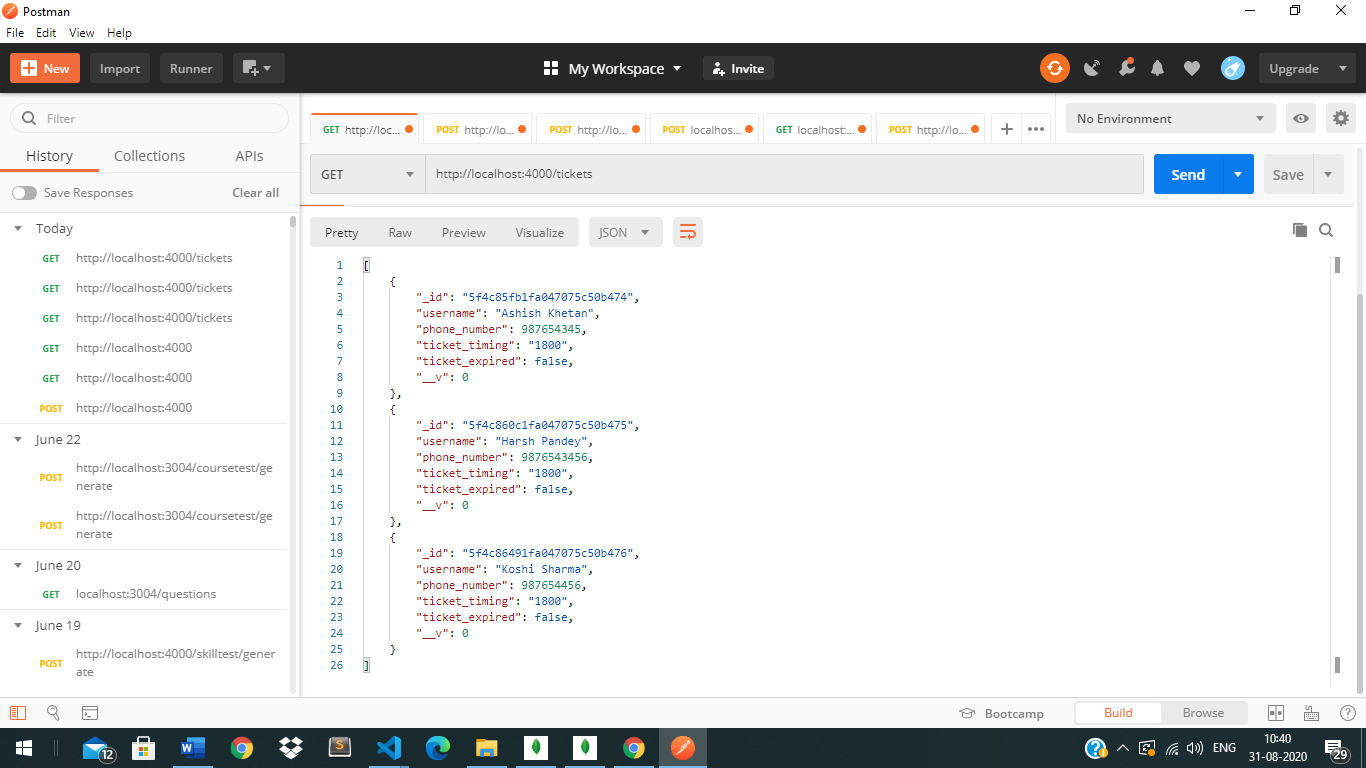 Postman
File Edit View Help
New Import Runner My Workspace Invite Upgrade
Filter
History Collections APIs
Save Responses Clear all
Today
GET http://localhost:4000/tickets
GET http://localhost:4000/tickets
GET http://localhost:4000/tickets
GET http://localhost:4000
GET http://localhost:4000
POST http://localhost:4000
June 22
POST http://localhost:3004/coursetest/ge
nerate
POST http://localhost:3004/coursetest/ge
nerate
June 20
GET localhost:3004/questions
June 19
POST http://localhost:4000/skilltest/gener
ate
GET http://loc... POST http://lo... POST http://lo... POST localhos... GET localhost:... POST http://lo... + ••• No Environment
GET http://localhost:4000/tickets Send Save
Pretty Raw Preview Visualize JSON
1 [
2 {
3 "_id": "5f4c85fb1fa047075c50b474",
4 "username": "Ashish Khetan",
5 "phone_number": 987654345,
6 "ticket_timing": "1800",
7 "ticket_expired": false,
8 "__v": 0
9 },
10 {
11 "_id": "5f4c860c1fa047075c50b475",
12 "username": "Harsh Pandey",
13 "phone_number": 9876543456,
14 "ticket_timing": "1800",
15 "ticket_expired": false,
16 "__v": 0
17 },
18 {
19 "_id": "5f4c86491fa047075c50b476",
20 "username": "Koshi Sharma",
21 "phone_number": 987654456,
22 "ticket_timing": "1800",
23 "ticket_expired": false,
24 "__v": 0
25 }
26 ]
Bootcamp Build Browse
12 W S ENG 10:40
31-08-2020 29